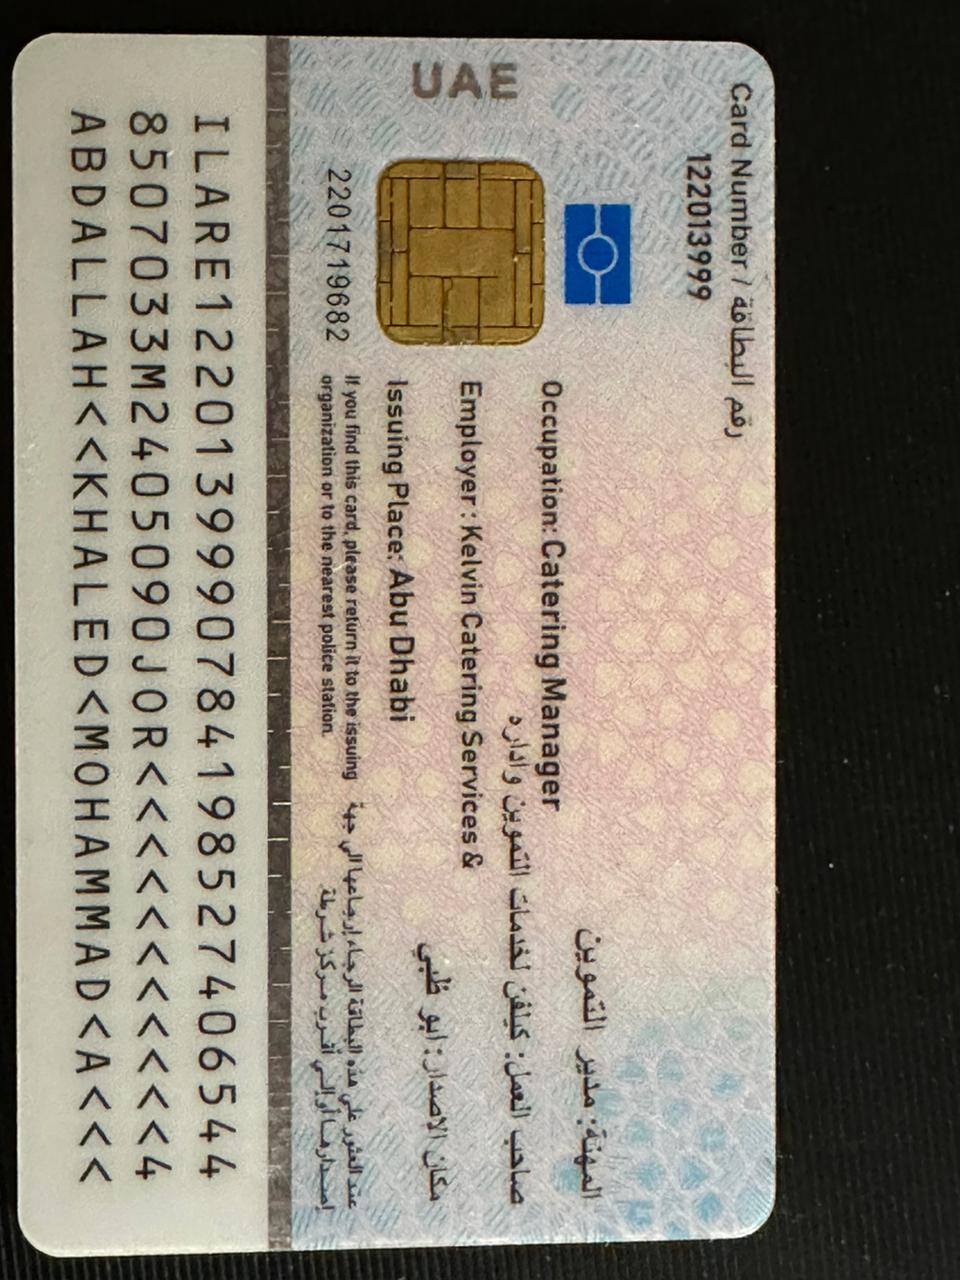 Card Number / رقم البطاقة
122013999
UAE
المهنة: مدير التموين
Occupation: Catering Manager
صاحب العمل: كيلفن لخدمات التموين واداره
Employer : Kelvin Catering Services &
مكان الاصدار: ابو ظبي
Issuing Place: Abu Dhabi
2201719682
If you find this card, please return it to the issuing
organization or to the nearest police station.
عند العثور على هذه البطاقة الرجاء إرجاعها الى جهة
إصدارها أو إلى أقرب مركز شرطة
ILARE1220139990784198527406544
8507033M2405090JOR<<<<<<<<<<<4
ABDALLAH<<KHALED<MOHAMMAD<A<<<